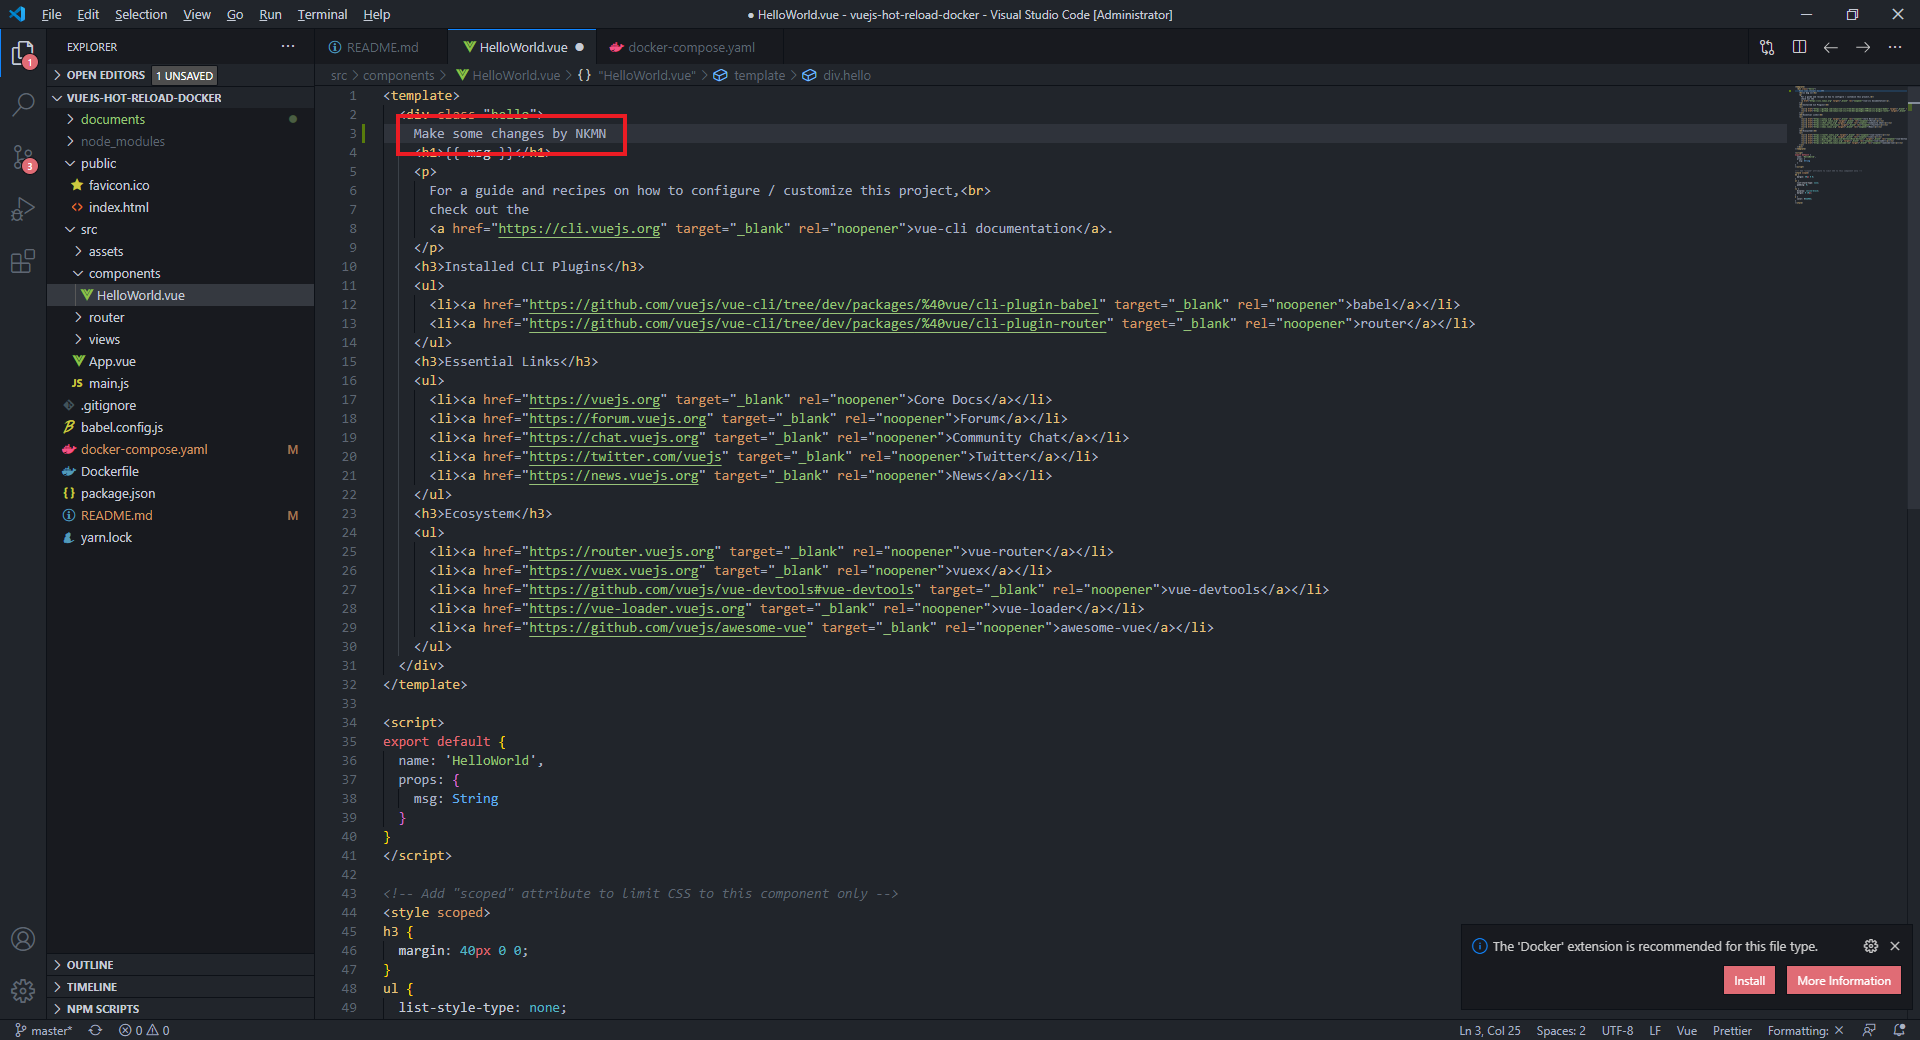 File Edit Selection View Go Run Terminal Help
● HelloWorld.vue - vuejs-hot-reload-docker - Visual Studio Code [Administrator]
EXPLORER
OPEN EDITORS 1 UNSAVED
VUEJS-HOT-RELOAD-DOCKER
documents
node_modules
public
favicon.ico
index.html
src
assets
components
HelloWorld.vue
router
views
App.vue
JS main.js
.gitignore
babel.config.js
docker-compose.yaml M
Dockerfile
{} package.json
README.md M
yarn.lock
OUTLINE
TIMELINE
NPM SCRIPTS
1
3
README.md
HelloWorld.vue ●
docker-compose.yaml
src > components > HelloWorld.vue > {} "HelloWorld.vue" > template > div.hello
1 <template>
2 <div class="hello">
3 Make some changes by NKMN
4 <h1>{{ msg }}</h1>
5 <p>
6 For a guide and recipes on how to configure / customize this project,<br>
7 check out the
8 <a href="https://cli.vuejs.org" target="_blank" rel="noopener">vue-cli documentation</a>.
9 </p>
10 <h3>Installed CLI Plugins</h3>
11 <ul>
12 <li><a href="https://github.com/vuejs/vue-cli/tree/dev/packages/%40vue/cli-plugin-babel" target="_blank" rel="noopener">babel</a></li>
13 <li><a href="https://github.com/vuejs/vue-cli/tree/dev/packages/%40vue/cli-plugin-router" target="_blank" rel="noopener">router</a></li>
14 </ul>
15 <h3>Essential Links</h3>
16 <ul>
17 <li><a href="https://vuejs.org" target="_blank" rel="noopener">Core Docs</a></li>
18 <li><a href="https://forum.vuejs.org" target="_blank" rel="noopener">Forum</a></li>
19 <li><a href="https://chat.vuejs.org" target="_blank" rel="noopener">Community Chat</a></li>
20 <li><a href="https://twitter.com/vuejs" target="_blank" rel="noopener">Twitter</a></li>
21 <li><a href="https://news.vuejs.org" target="_blank" rel="noopener">News</a></li>
22 </ul>
23 <h3>Ecosystem</h3>
24 <ul>
25 <li><a href="https://router.vuejs.org" target="_blank" rel="noopener">vue-router</a></li>
26 <li><a href="https://vuex.vuejs.org" target="_blank" rel="noopener">vuex</a></li>
27 <li><a href="https://github.com/vuejs/vue-devtools#vue-devtools" target="_blank" rel="noopener">vue-devtools</a></li>
28 <li><a href="https://vue-loader.vuejs.org" target="_blank" rel="noopener">vue-loader</a></li>
29 <li><a href="https://github.com/vuejs/awesome-vue" target="_blank" rel="noopener">awesome-vue</a></li>
30 </ul>
31 </div>
32 </template>
33
34 <script>
35 export default {
36 name: 'HelloWorld',
37 props: {
38 msg: String
39 }
40 }
41 </script>
42
43 <!-- Add "scoped" attribute to limit CSS to this component only -->
44 <style scoped>
45 h3 {
46 margin: 40px 0 0;
47 }
48 ul {
49 list-style-type: none;
The 'Docker' extension is recommended for this file type.
Install
More Information
master* 0 0
Ln 3, Col 25 Spaces: 2 UTF-8 LF Vue Prettier Formatting: ×